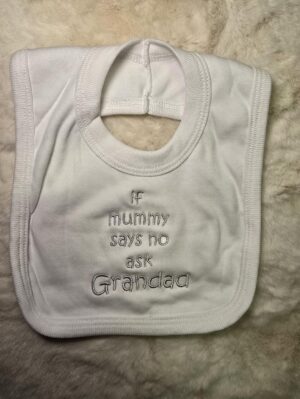 If
mummy
says no
ask
Grandad